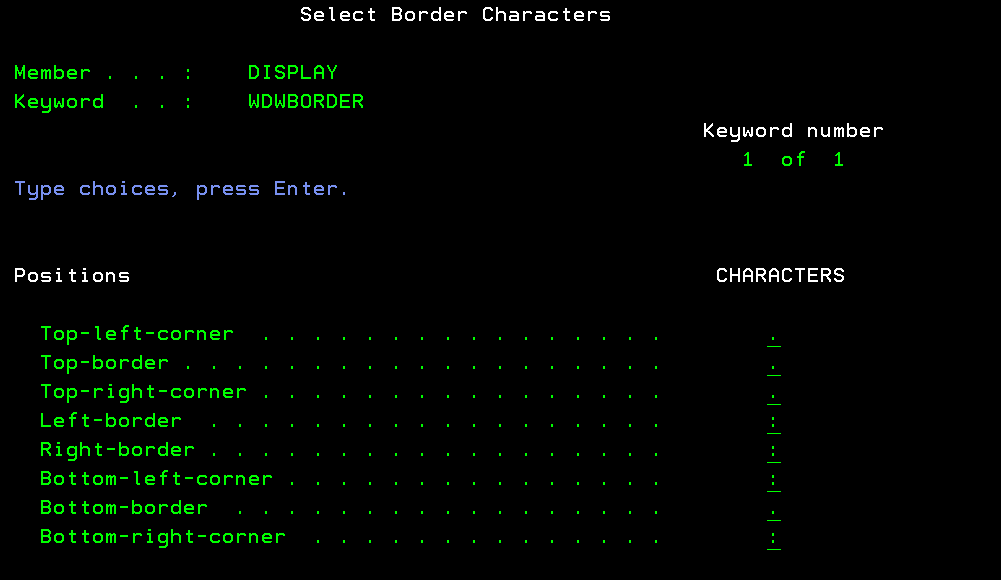 Select Border Characters
Member . . . :    DISPLAY
Keyword  . . :    WDWBORDER
Keyword number
1  of  1
Type choices, press Enter.
Positions                                             CHARACTERS
Top-left-corner  . . . . . . . . . . . . . . . .        .
Top-border . . . . . . . . . . . . . . . . . . .        .
Top-right-corner . . . . . . . . . . . . . . . .        .
Left-border  . . . . . . . . . . . . . . . . . .        :
Right-border . . . . . . . . . . . . . . . . . .        :
Bottom-left-corner . . . . . . . . . . . . . . .        :
Bottom-border  . . . . . . . . . . . . . . . . .        .
Bottom-right-corner  . . . . . . . . . . . . . .        :